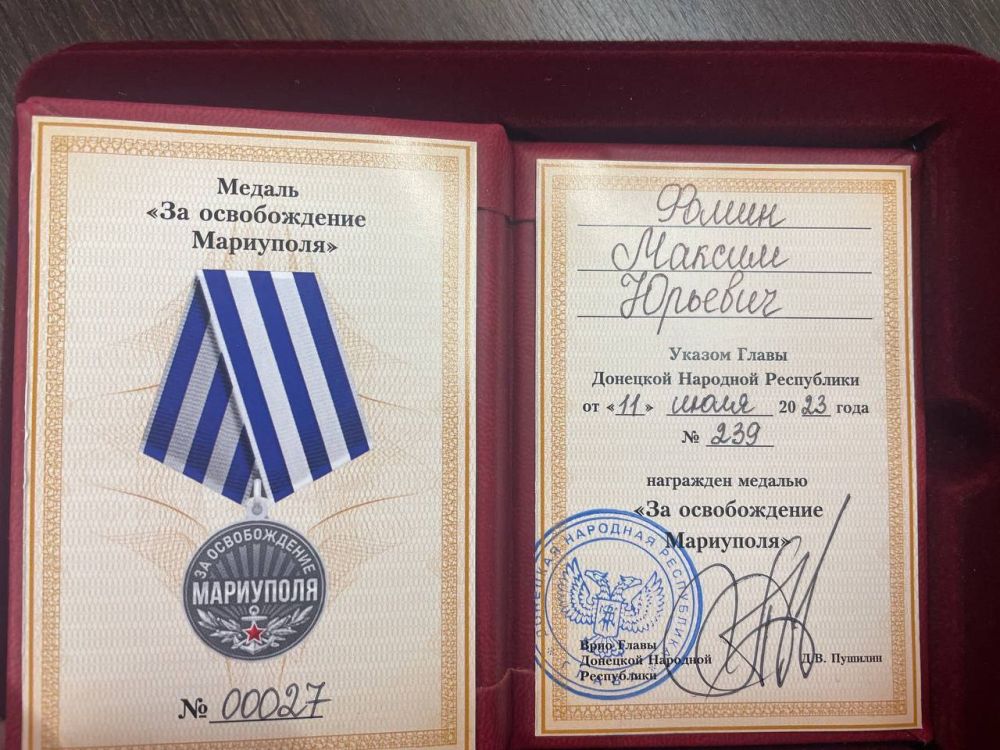 Медаль
«За освобождение
Мариуполя»
ЗА ОСВОБОЖДЕНИЕ
МАРИУПОЛЯ
№ 00027
Фомин
Максим
Юрьевич
Указом Главы
Донецкой Народной Республики
от «11» июля 2023 года
№ 239
награжден медалью
«За освобождение
Мариуполя»
ДОНЕЦКАЯ НАРОДНАЯ РЕСПУБЛИКА
ГЛАВА
Врио Главы
Донецкой Народной
Республики
Д.В. Пушилин